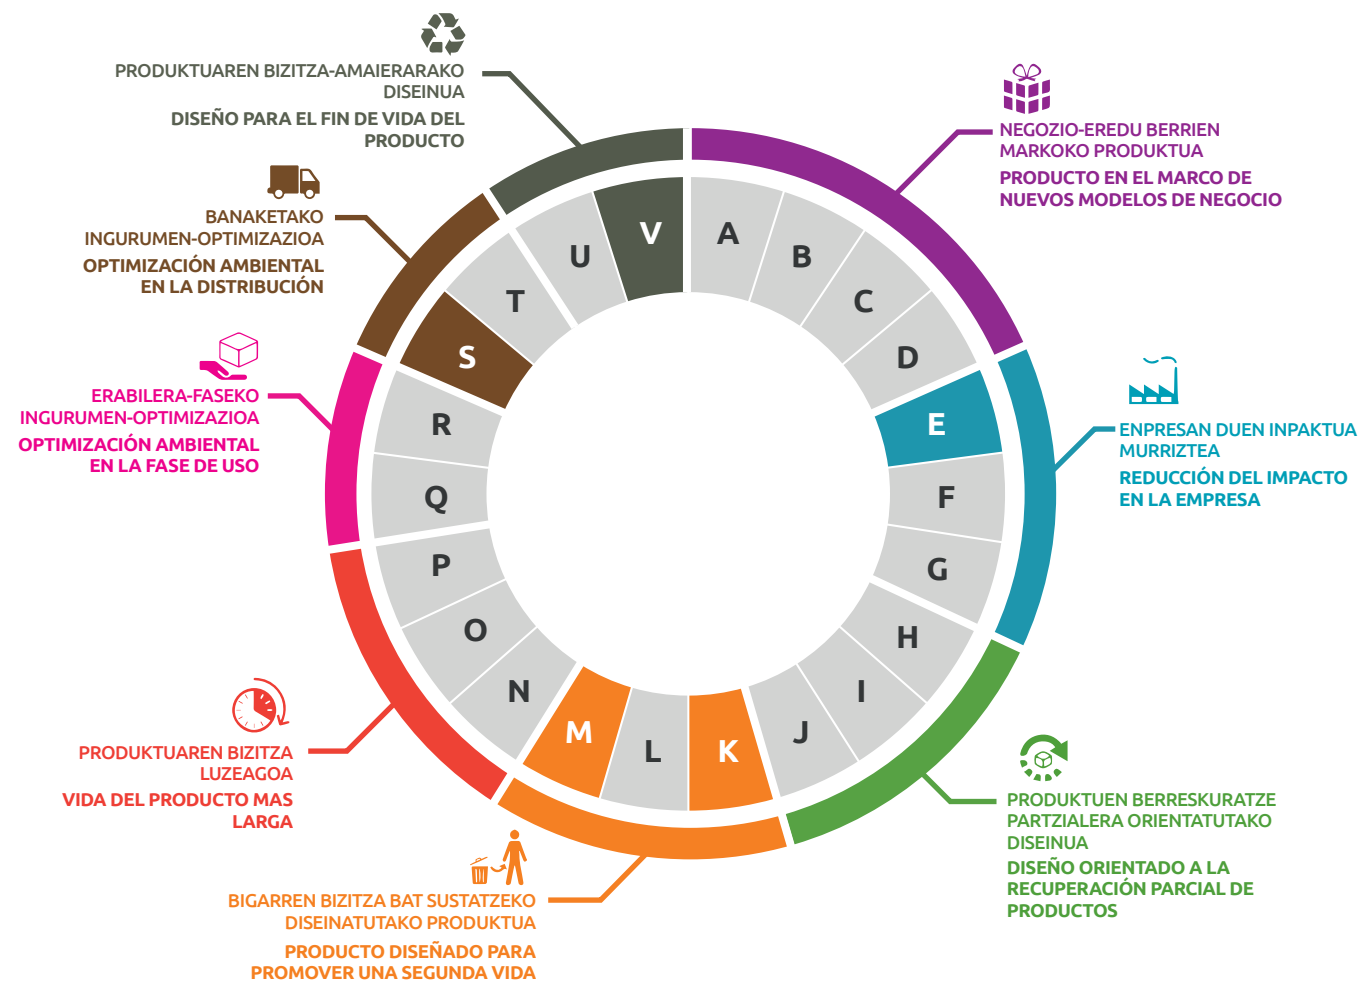 PRODUKTUAREN BIZITZA-AMAIERARAKO
DISEINUA
DISEÑO PARA EL FIN DE VIDA DEL
PRODUCTO
NEGOZIO-EREDU BERRIEN
MARKOKO PRODUKTUA
PRODUCTO EN EL MARCO DE
NUEVOS MODELOS DE NEGOCIO
BANAKETAKO
INGURUMEN-OPTIMIZAZIOA
OPTIMIZACIÓN AMBIENTAL
EN LA DISTRIBUCIÓN
ERABILERA-FASEKO
INGURUMEN-OPTIMIZAZIOA
OPTIMIZACIÓN AMBIENTAL
EN LA FASE DE USO
ENPRESAN DUEN INPAKTUA
MURRIZTEA
REDUCCIÓN DEL IMPACTO
EN LA EMPRESA
PRODUKTUAREN BIZITZA
LUZEAGOA
VIDA DEL PRODUCTO MAS
LARGA
PRODUKTUEN BERRESKURATZE
PARTZIALERA ORIENTATUTAKO
DISEINUA
DISEÑO ORIENTADO A LA
RECUPERACIÓN PARCIAL DE
PRODUCTOS
BIGARREN BIZITZA BAT SUSTATZEKO
DISEINATUTAKO PRODUKTUA
PRODUCTO DISEÑADO PARA
PROMOVER UNA SEGUNDA VIDA
A
B
C
D
E
F
G
H
I
J
K
L
M
N
O
P
Q
R
S
T
U
V